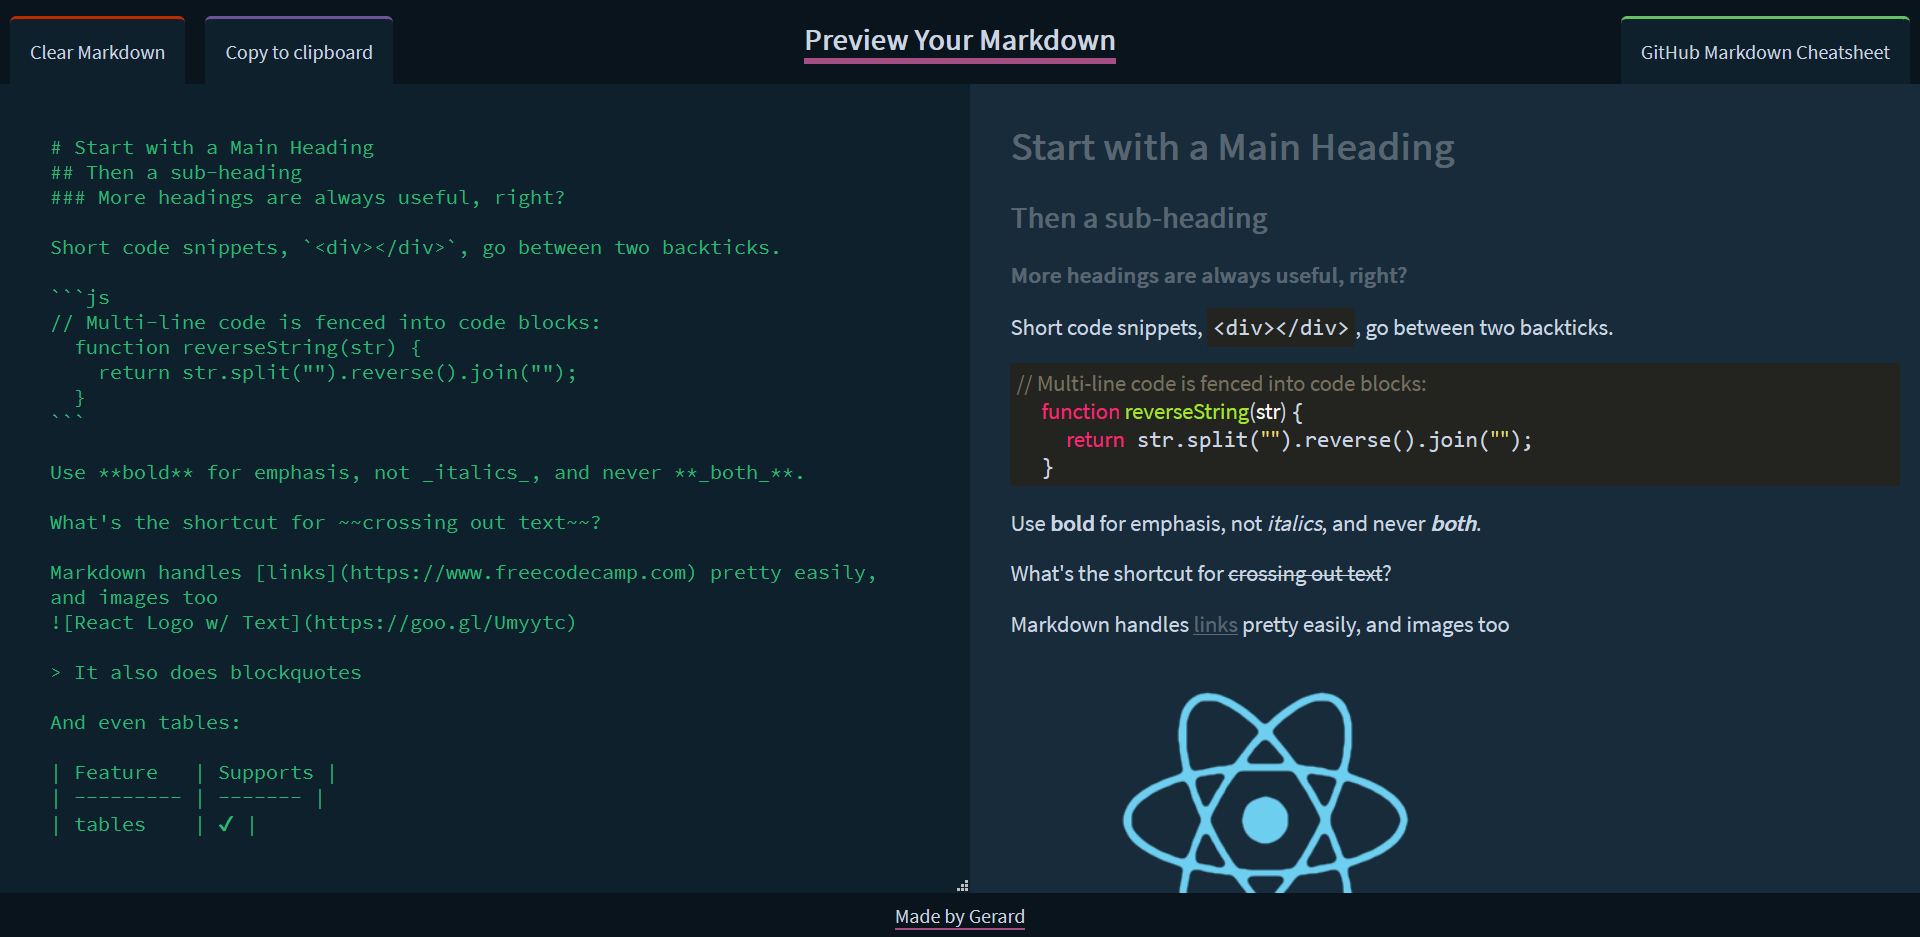 Clear Markdown
Copy to clipboard
Preview Your Markdown
GitHub Markdown Cheatsheet
# Start with a Main Heading
## Then a sub-heading
### More headings are always useful, right?
Short code snippets, `<div></div>`, go between two backticks.
```js
// Multi-line code is fenced into code blocks:
  function reverseString(str) {
    return str.split("").reverse().join("");
  }
```
Use **bold** for emphasis, not _italics_, and never **_both_**.
What's the shortcut for ~~crossing out text~~?
Markdown handles [links](https://www.freecodecamp.com) pretty easily,
and images too
![React Logo w/ Text](https://goo.gl/Umyytc)
> It also does blockquotes
And even tables:
| Feature   | Supports |
| --------- | ------- |
| tables    | ✔ |
Start with a Main Heading
Then a sub-heading
More headings are always useful, right?
Short code snippets, <div></div>, go between two backticks.
// Multi-line code is fenced into code blocks:
  function reverseString(str) {
    return str.split("").reverse().join("");
  }
Use bold for emphasis, not italics, and never both.
What's the shortcut for crossing out text?
Markdown handles links pretty easily, and images too
Made by Gerard